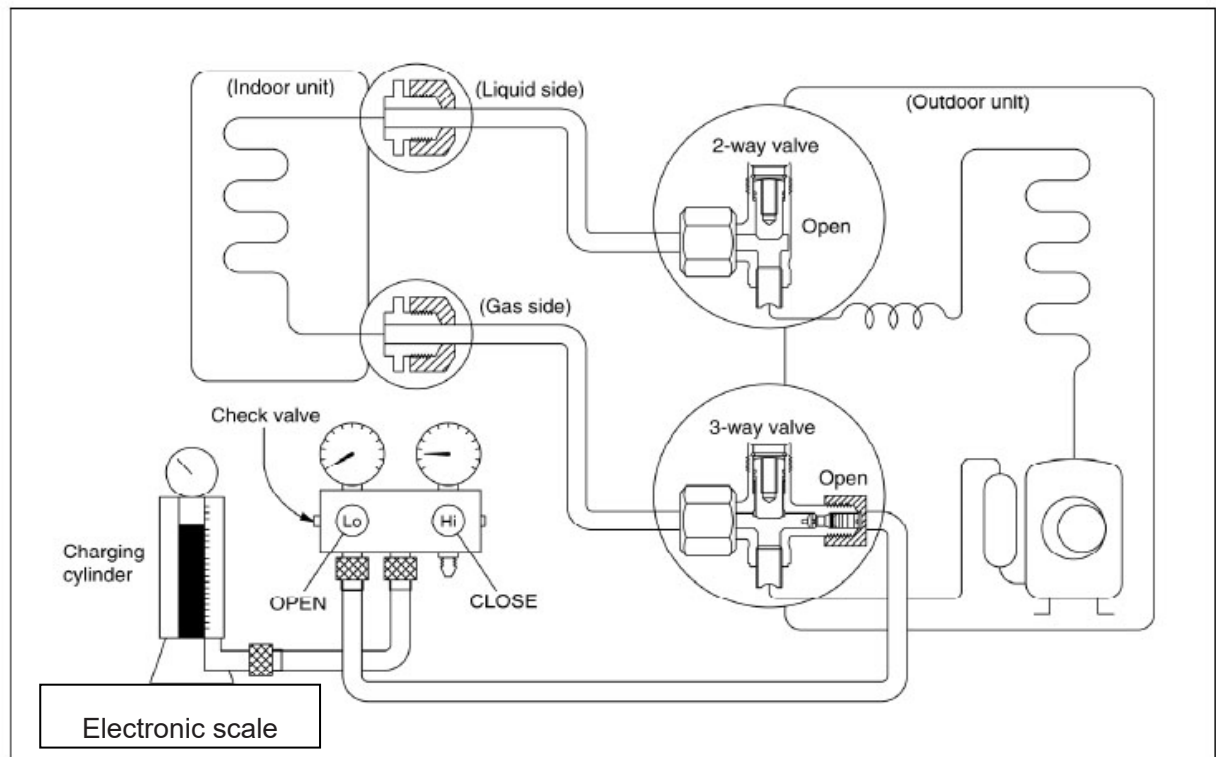 (Indoor unit)
(Liquid side)
(Outdoor unit)
2-way valve
Open
(Gas side)
Check valve
3-way valve
Open
Lo
Hi
Charging
cylinder
OPEN
CLOSE
Electronic scale